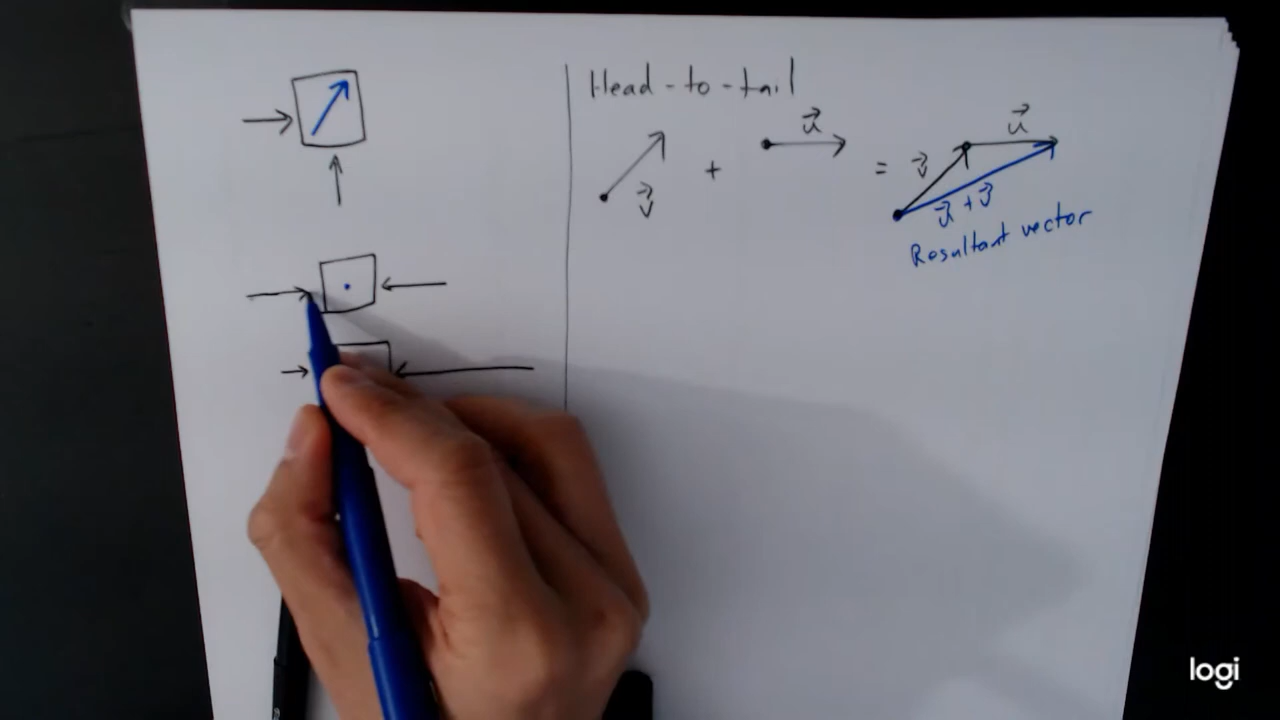 Head-to-tail
v⃗ + u⃗ = v⃗ u⃗
u⃗ + v⃗
Resultant vector
logi